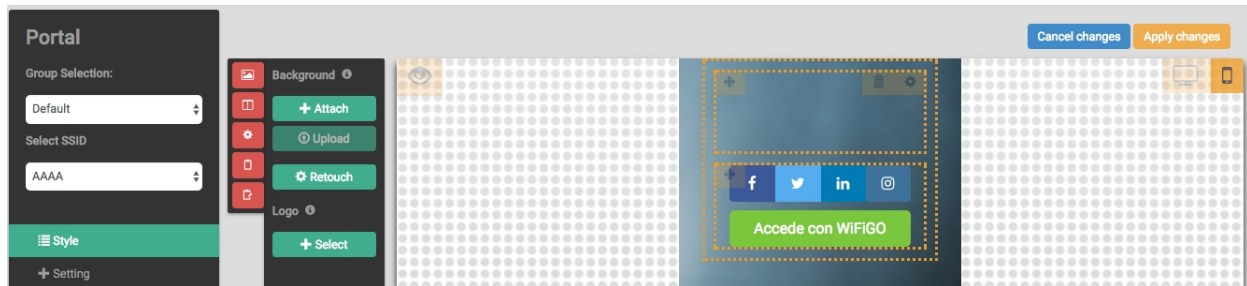 Portal
Cancel changes
Apply changes
Group Selection:
Default
Select SSID
AAAA
Style
Setting
Background
Attach
Upload
Retouch
Logo
Select
f
in
Accede con WiFiGO